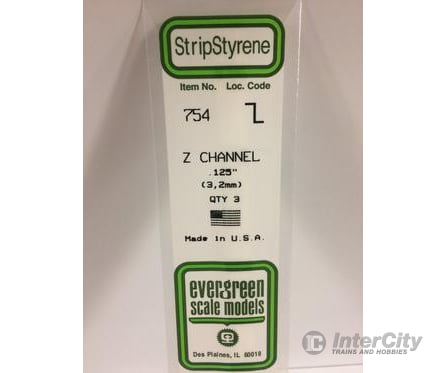 StripStyrene
Item No. Loc. Code
754
Z CHANNEL
.125"
(3,2mm)
QTY 3
Made in U.S.A.
evergreen
scale models
Des Plaines, IL 60018
IC InterCity
TRAINS AND HOBBIES